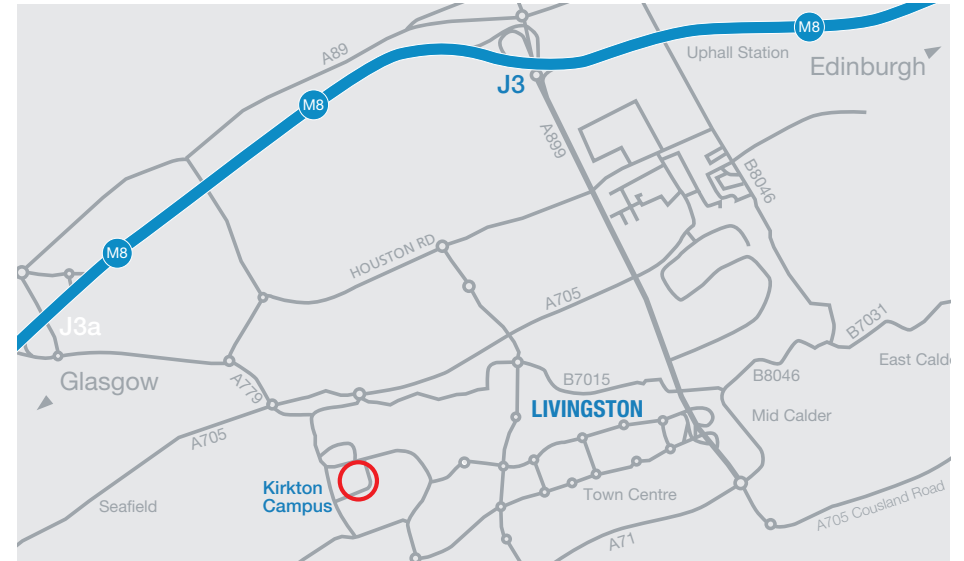 M8
Uphall Station
Edinburgh
A89
J3
M8
A899
B8046
M8
HOUSTON RD
A705
J3a
B7031
Glasgow
A779
B7015
B8046
East Cald
LIVINGSTON
Mid Calder
A705
Kirkton
Campus
Town Centre
Seafield
A705 Cousland Road
A71